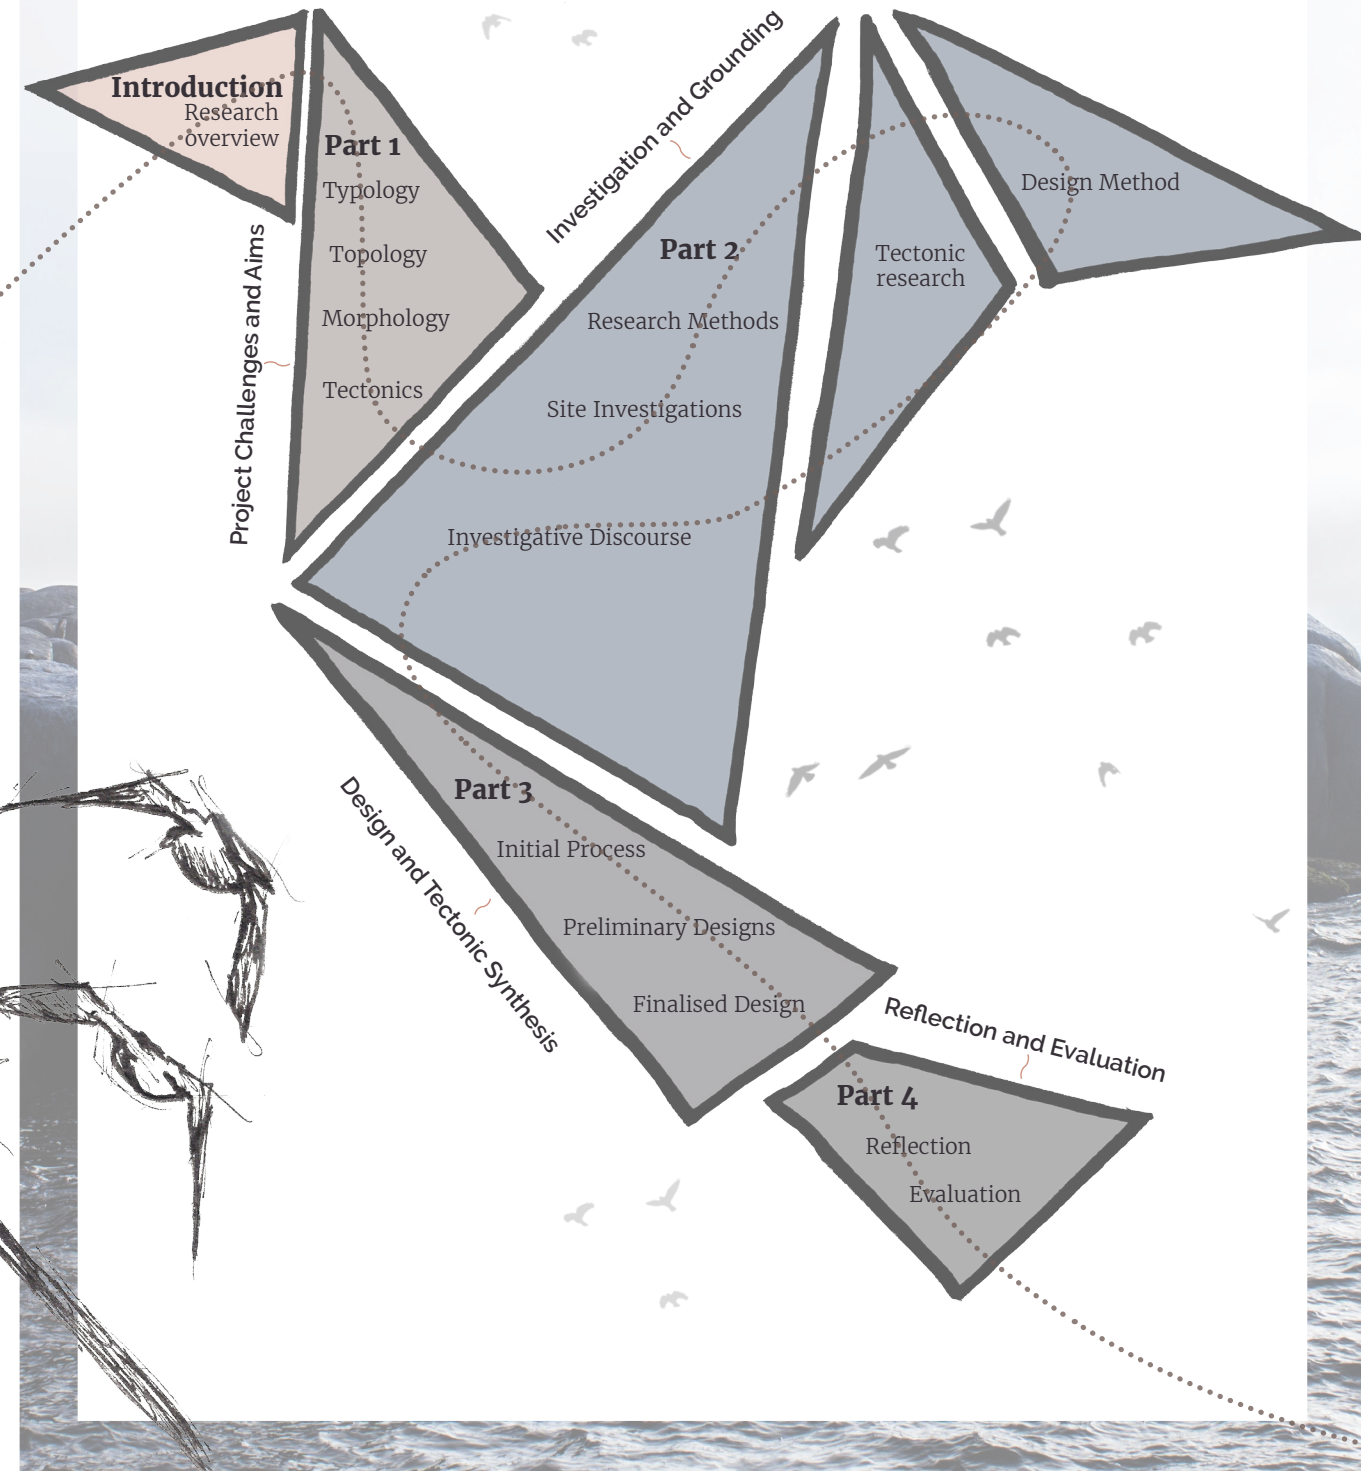 Introduction
Research
overview
Project Challenges and Aims
Part 1
Typology
Topology
Morphology
Tectonics
Investigation and Grounding
Part 2
Research Methods
Site Investigations
Investigative Discourse
Tectonic
research
Design Method
Design and Tectonic Synthesis
Part 3
Initial Process
Preliminary Designs
Finalised Design
Reflection and Evaluation
Part 4
Reflection
Evaluation